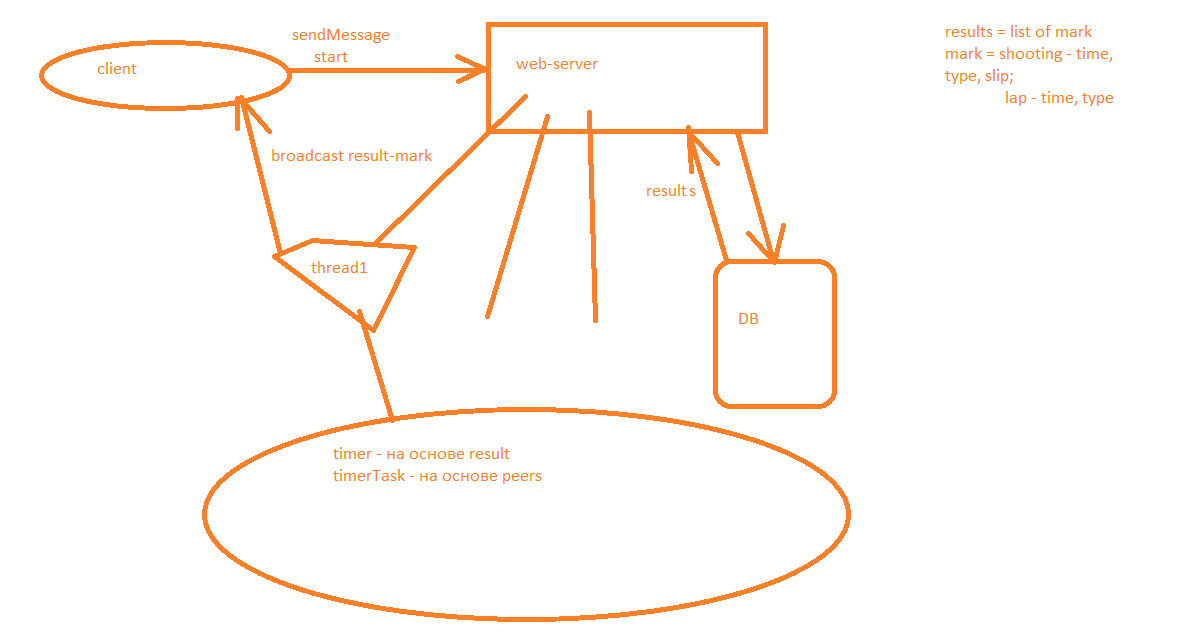 sendMessage
start
client
web-server
results = list of mark
mark = shooting - time,
type, slip;
lap - time, type
broadcast result-mark
results
thread1
DB
timer - на основе result
timerTask - на основе peers